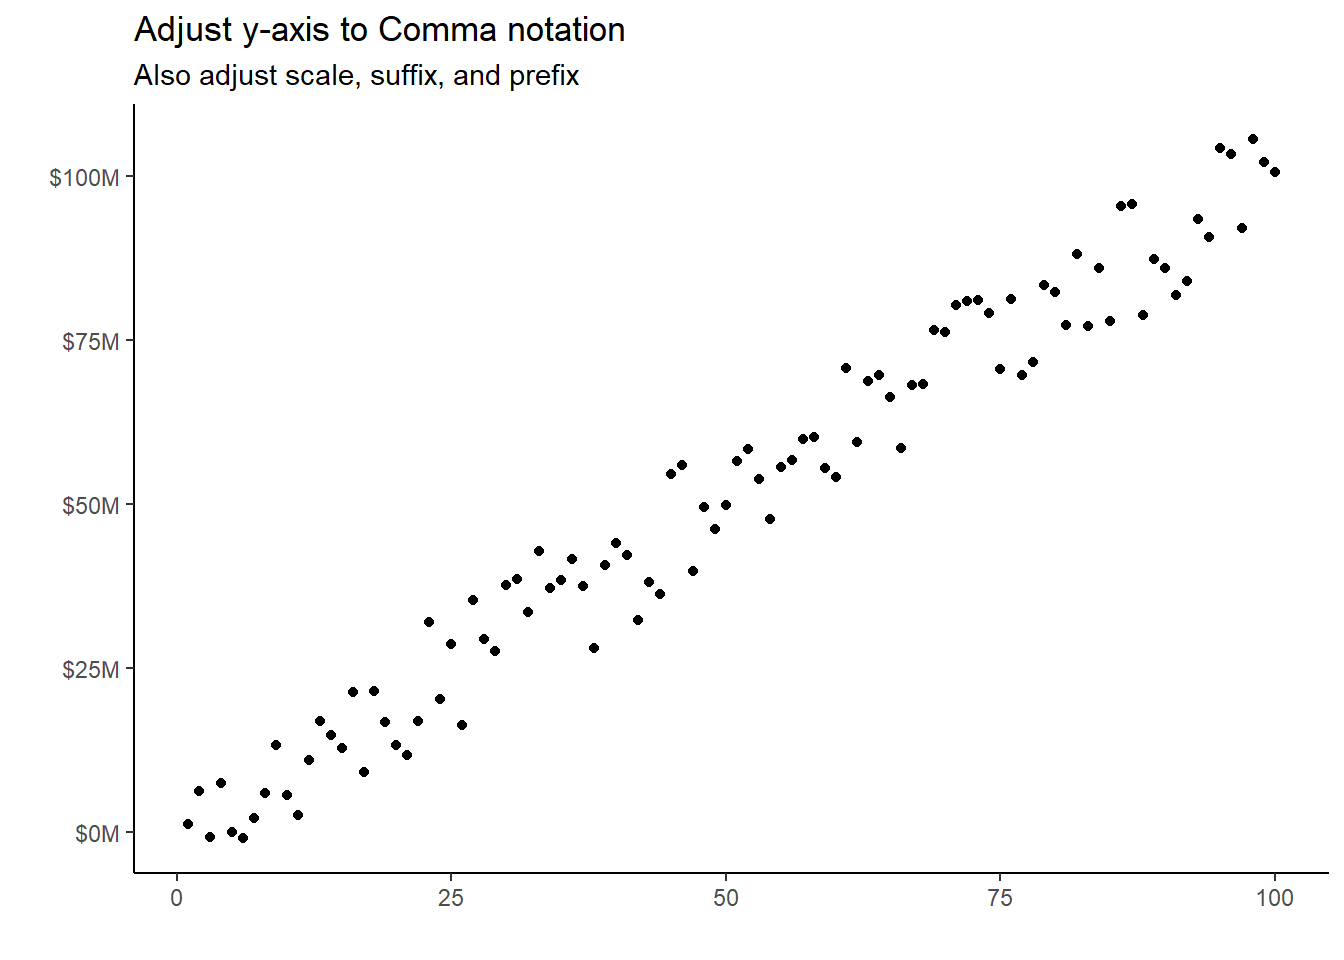 Adjust y-axis to Comma notation
Also adjust scale, suffix, and prefix
$100M
$75M
$50M
$25M
$0M
0 25 50 75 100